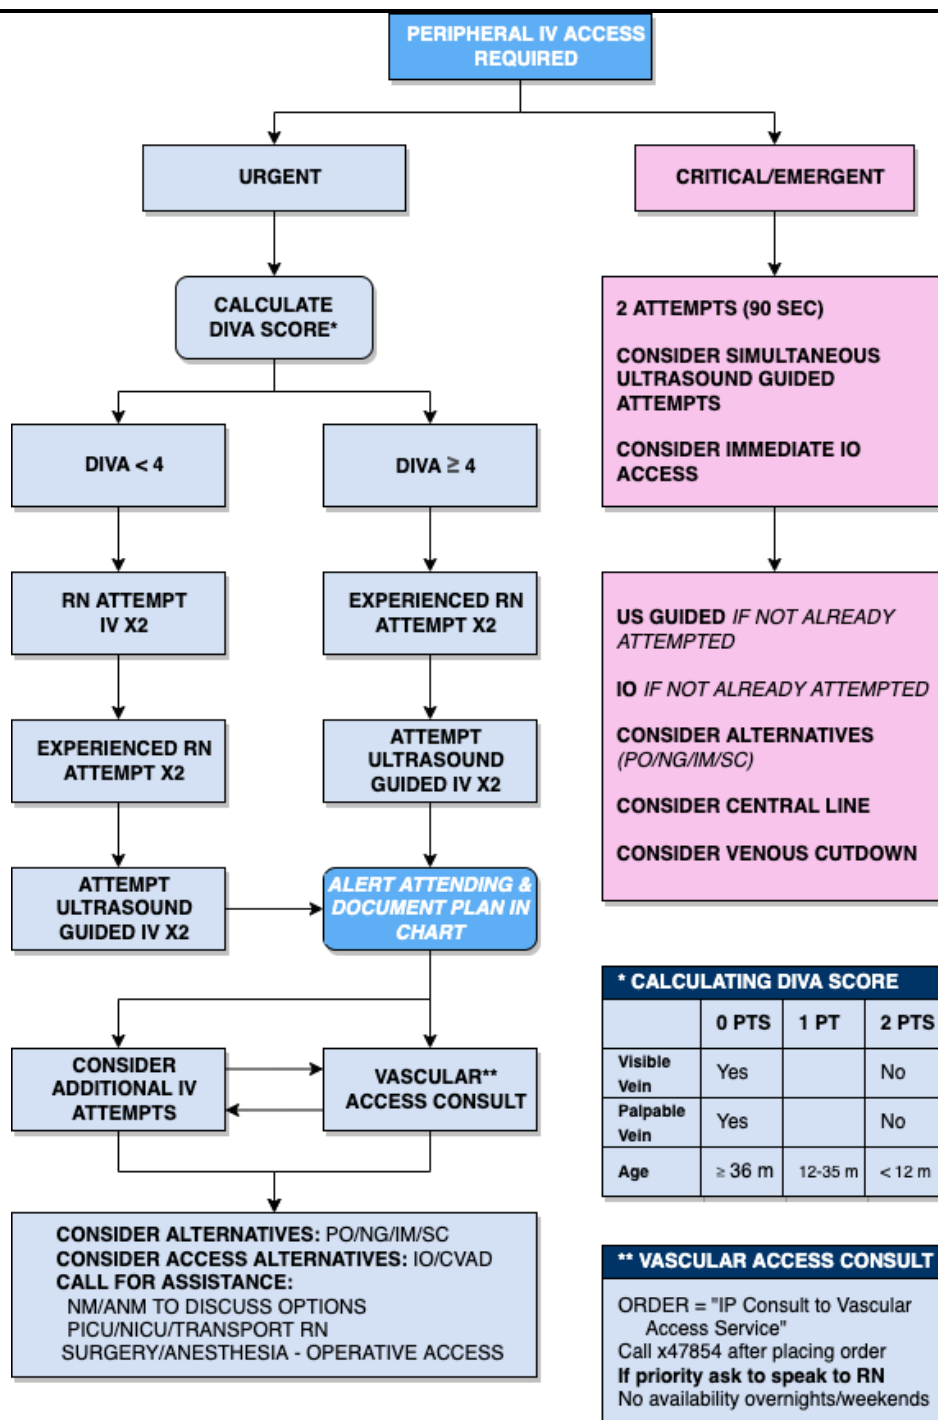 PERIPHERAL IV ACCESS
REQUIRED
URGENT
CRITICAL/EMERGENT
CALCULATE
DIVA SCORE*
2 ATTEMPTS (90 SEC)
CONSIDER SIMULTANEOUS
ULTRASOUND GUIDED
ATTEMPTS
CONSIDER IMMEDIATE IO
ACCESS
DIVA < 4
DIVA ≥ 4
RN ATTEMPT
IV X2
EXPERIENCED RN
ATTEMPT X2
US GUIDED IF NOT ALREADY
ATTEMPTED
IO IF NOT ALREADY ATTEMPTED
CONSIDER ALTERNATIVES
(PO/NG/IM/SC)
CONSIDER CENTRAL LINE
CONSIDER VENOUS CUTDOWN
EXPERIENCED RN
ATTEMPT X2
ATTEMPT
ULTRASOUND
GUIDED IV X2
ATTEMPT
ULTRASOUND
GUIDED IV X2
ALERT ATTENDING &
DOCUMENT PLAN IN
CHART
CONSIDER
ADDITIONAL IV
ATTEMPTS
VASCULAR**
ACCESS CONSULT
CONSIDER ALTERNATIVES: PO/NG/IM/SC
CONSIDER ACCESS ALTERNATIVES: IO/CVAD
CALL FOR ASSISTANCE:
NM/ANM TO DISCUSS OPTIONS
PICU/NICU/TRANSPORT RN
SURGERY/ANESTHESIA - OPERATIVE ACCESS
* CALCULATING DIVA SCORE
0 PTS 1 PT 2 PTS
Visible
Vein Yes No
Palpable
Vein Yes No
Age ≥ 36 m 12-35 m < 12 m
** VASCULAR ACCESS CONSULT
ORDER = "IP Consult to Vascular
Access Service"
Call x47854 after placing order
If priority ask to speak to RN
No availability overnights/weekends